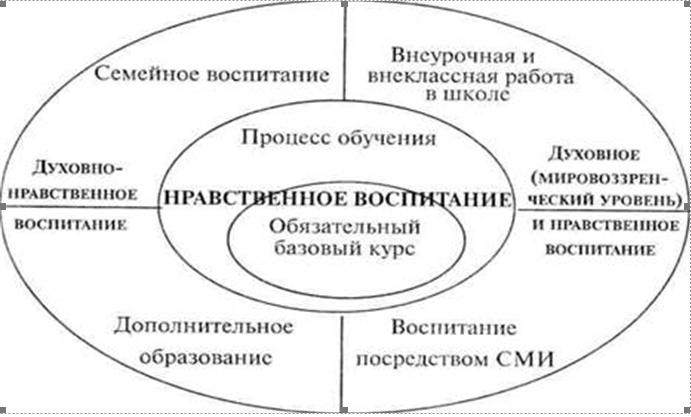 Семейное воспитание
Внеурочная и
внеклассная работа
в школе
Процесс обучения
ДУХОВНО-
НРАВСТВЕННОЕ
ВОСПИТАНИЕ
НРАВСТВЕННОЕ ВОСПИТАНИЕ
Обязательный
базовый курс
ДУХОВНОЕ
(МИРОВОЗЗРЕН-
ЧЕСКИЙ УРОВЕНЬ)
И НРАВСТВЕННОЕ
ВОСПИТАНИЕ
Дополнительное
образование
Воспитание
посредством СМИ